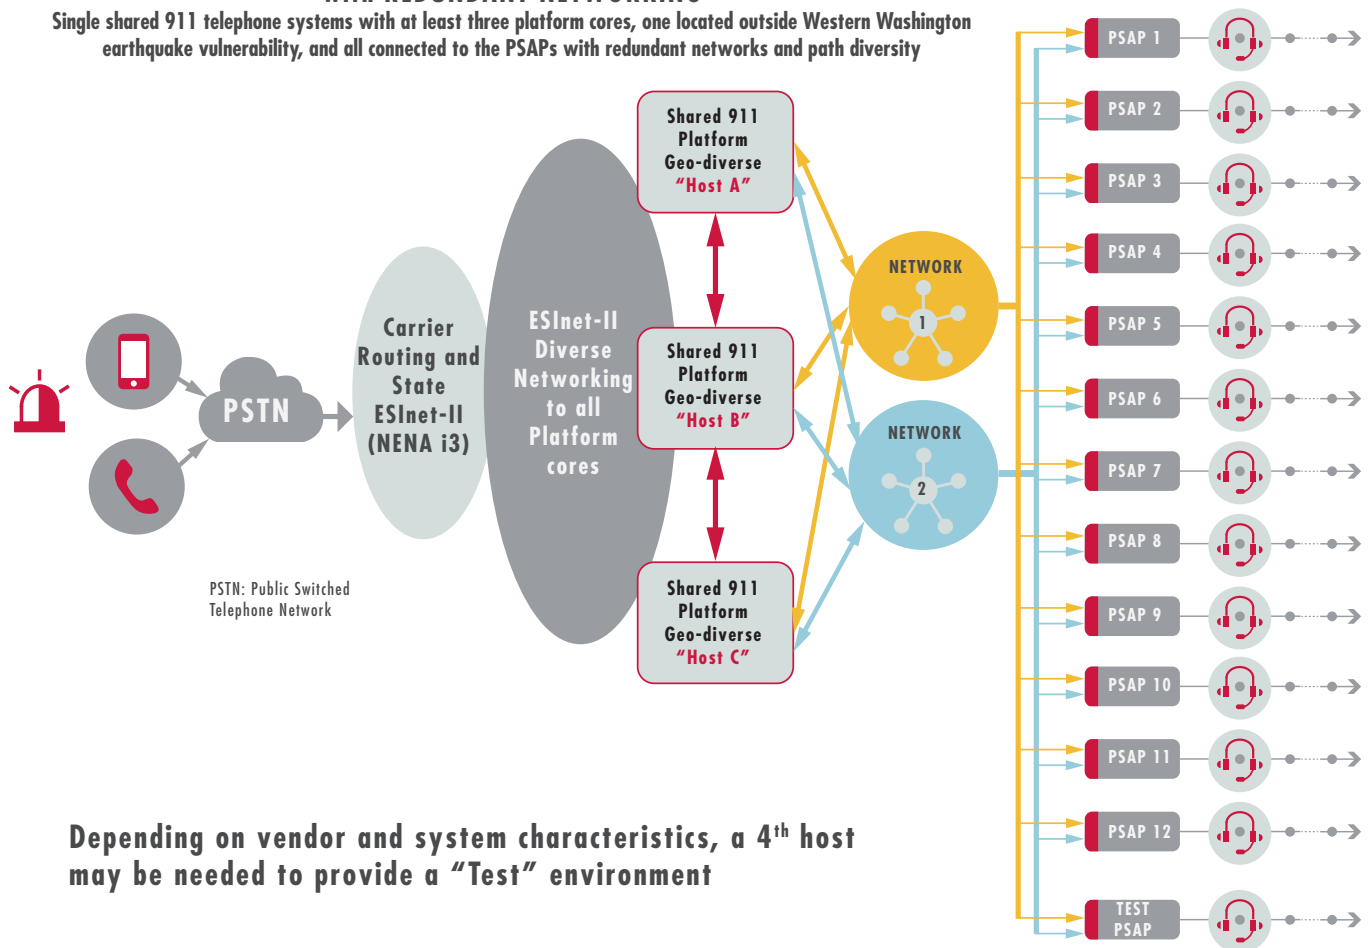 WITH REDUNDANT NETWORKING
Single shared 911 telephone systems with at least three platform cores, one located outside Western Washington
earthquake vulnerability, and all connected to the PSAPs with redundant networks and path diversity
PSTN
PSTN: Public Switched
Telephone Network
Carrier
Routing and
State
ESInet-II
(NENA i3)
ESInet-II
Diverse
Networking
to all
Platform
cores
Shared 911
Platform
Geo-diverse
“Host A”
Shared 911
Platform
Geo-diverse
“Host B”
Shared 911
Platform
Geo-diverse
“Host C”
NETWORK
1
NETWORK
2
PSAP 1
PSAP 2
PSAP 3
PSAP 4
PSAP 5
PSAP 6
PSAP 7
PSAP 8
PSAP 9
PSAP 10
PSAP 11
PSAP 12
TEST
PSAP
Depending on vendor and system characteristics, a 4th host
may be needed to provide a “Test” environment